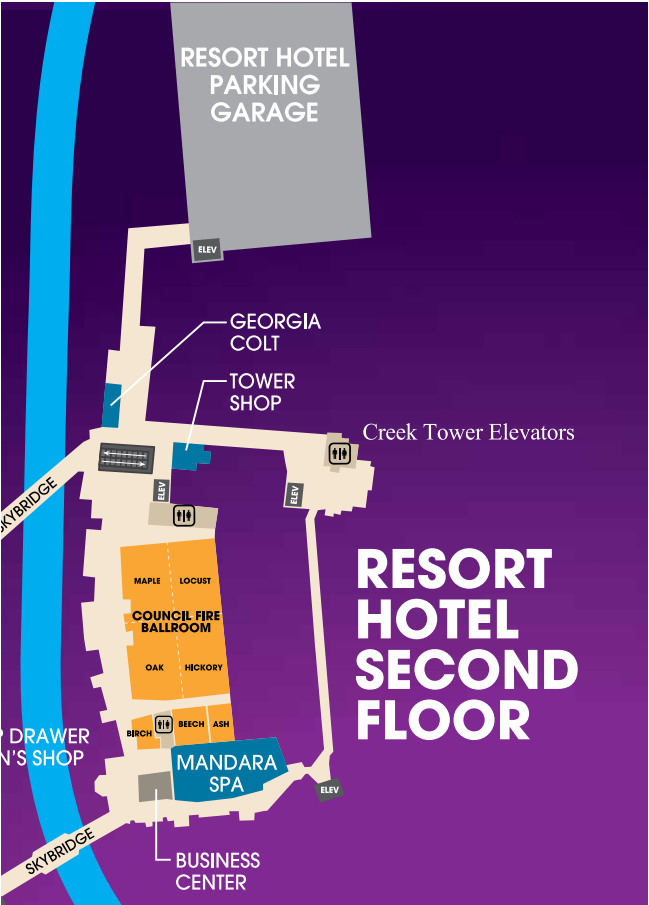 RESORT HOTEL
PARKING
GARAGE
ELEV
GEORGIA
COLT
TOWER
SHOP
Creek Tower Elevators
SKYBRIDGE
ELEV
ELEV
MAPLE
LOCUST
COUNCIL FIRE
BALLROOM
OAK
HICKORY
RESORT
HOTEL
SECOND
FLOOR
BIRCH
BEECH
ASH
DRAWER
N'S SHOP
MANDARA
SPA
ELEV
SKYBRIDGE
BUSINESS
CENTER